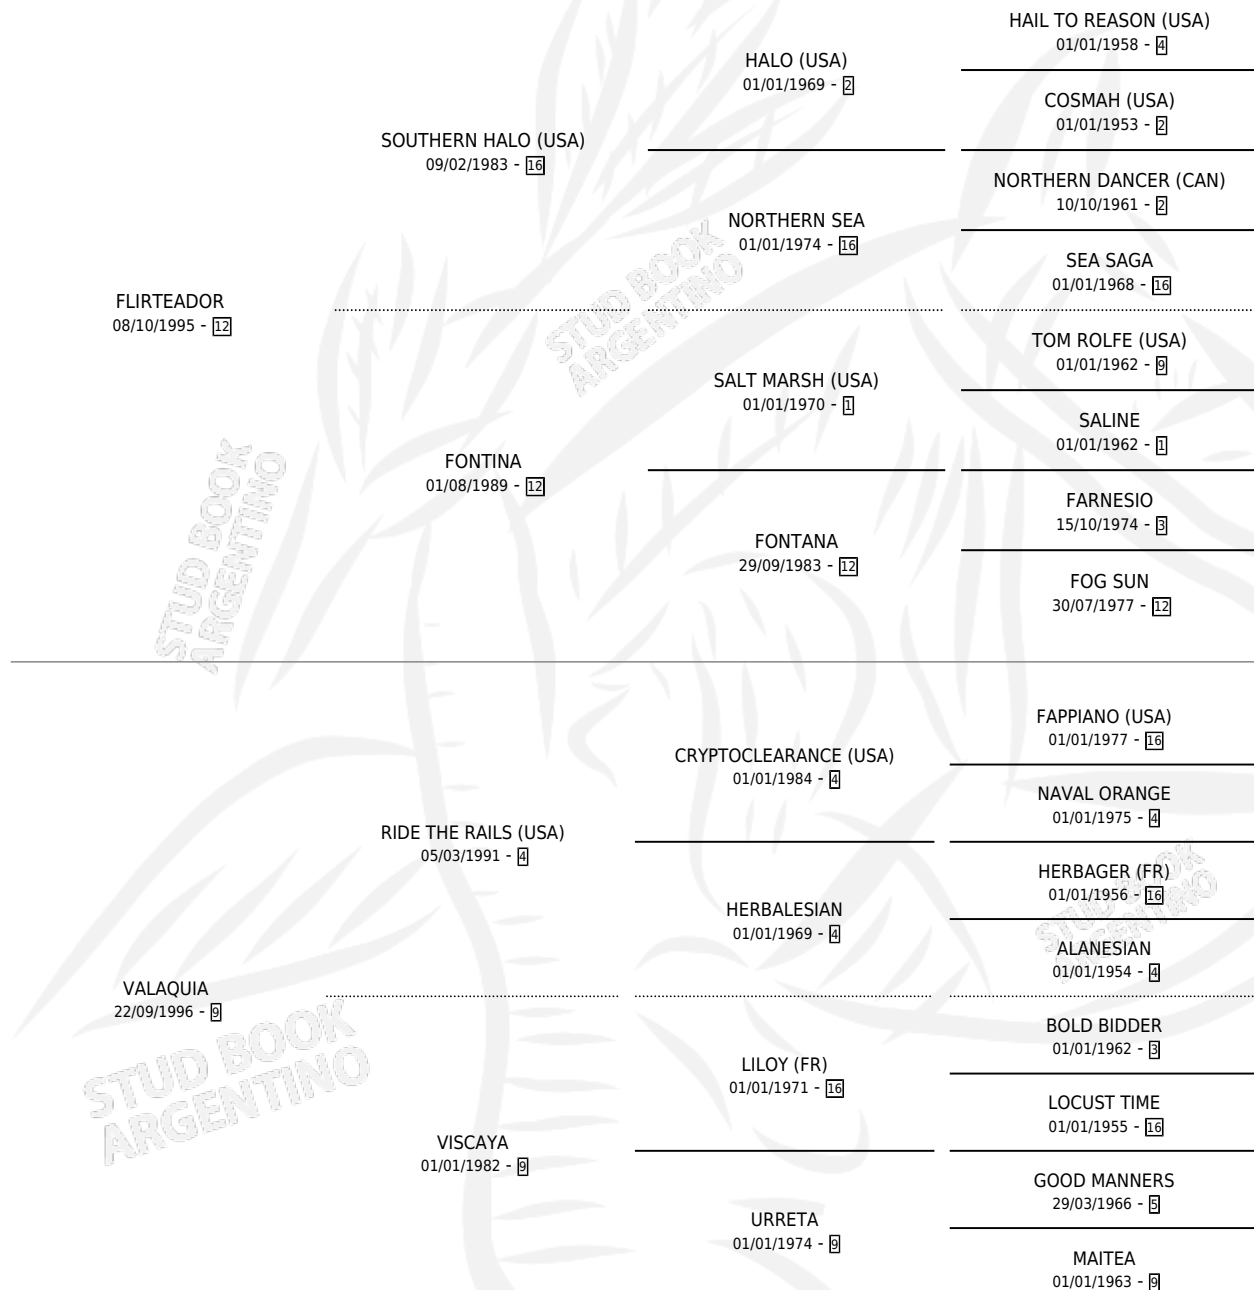 HAIL TO REASON (USA)
01/01/1958 - 4
HALO (USA)
01/01/1969 - 2
COSMAH (USA)
01/01/1953 - 2
SOUTHERN HALO (USA)
09/02/1983 - 16
NORTHERN DANCER (CAN)
10/10/1961 - 2
NORTHERN SEA
01/01/1974 - 16
SEA SAGA
01/01/1968 - 16
FLIRTEADOR
08/10/1995 - 12
STUD BOOK
ARGENTINO
TOM ROLFE (USA)
01/01/1962 - 9
SALT MARSH (USA)
01/01/1970 - 1
SALINE
01/01/1962 - 1
FONTINA
01/08/1989 - 12
FARNESIO
15/10/1974 - 3
FONTANA
29/09/1983 - 12
FOG SUN
30/07/1977 - 12
STUD BOOK
ARGENTINO
FAPPIANO (USA)
01/01/1977 - 16
CRYPTOCLEARANCE (USA)
01/01/1984 - 4
NAVAL ORANGE
01/01/1975 - 4
RIDE THE RAILS (USA)
05/03/1991 - 4
HERBAGER (FR)
01/01/1956 - 16
HERBALESIAN
01/01/1969 - 4
STUD BOOK
ARGENTINO
ALANESIAN
01/01/1954 - 4
VALAQUIA
22/09/1996 - 9
STUD BOOK
ARGENTINO
BOLD BIDDER
01/01/1962 - 3
LILOY (FR)
01/01/1971 - 16
LOCUST TIME
01/01/1955 - 16
VISCAYA
01/01/1982 - 9
GOOD MANNERS
29/03/1966 - 5
URRETA
01/01/1974 - 9
MAITEA
01/01/1963 - 9